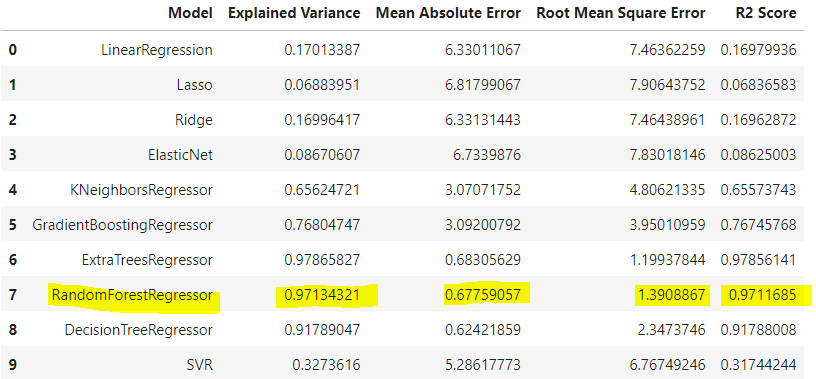 Model Explained Variance Mean Absolute Error Root Mean Square Error R2 Score
0 LinearRegression 0.17013387 6.33011067 7.46362259 0.16979936
1 Lasso 0.06883951 6.81799067 7.90643752 0.06836583
2 Ridge 0.16996417 6.33131443 7.46438961 0.16962872
3 ElasticNet 0.08670607 6.7339876 7.83018146 0.08625003
4 KNeighborsRegressor 0.65624721 3.07071752 4.80621335 0.65573743
5 GradientBoostingRegressor 0.76804747 3.09200792 3.95010959 0.76745768
6 ExtraTreesRegressor 0.97865827 0.68305629 1.19937844 0.97856141
7 RandomForestRegressor 0.97134321 0.67759057 1.3908867 0.9711685
8 DecisionTreeRegressor 0.91789047 0.62421859 2.3473746 0.91788008
9 SVR 0.3273616 5.28617773 6.76749246 0.31744244